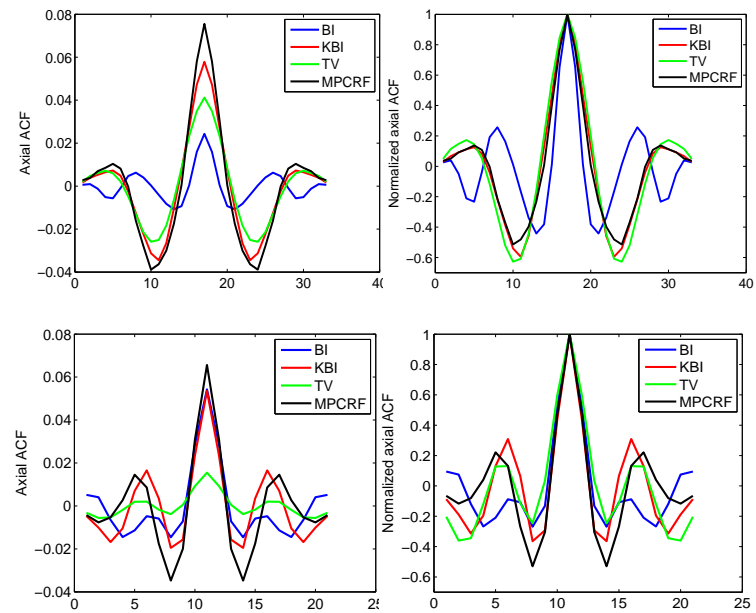 0.08
0.06
0.04
0.02
0
−0.02
−0.04
0
10
20
30
40
Axial ACF
BI
KBI
TV
MPCRF
1
0.8
0.6
0.4
0.2
0
−0.2
−0.4
−0.6
0
10
20
30
40
Normalized axial ACF
BI
KBI
TV
MPCRF
0.08
0.06
0.04
0.02
0
−0.02
−0.04
0
5
10
15
20
25
Axial ACF
BI
KBI
TV
MPCRF
1
0.8
0.6
0.4
0.2
0
−0.2
−0.4
−0.6
0
5
10
15
20
25
Normalized axial ACF
BI
KBI
TV
MPCRF